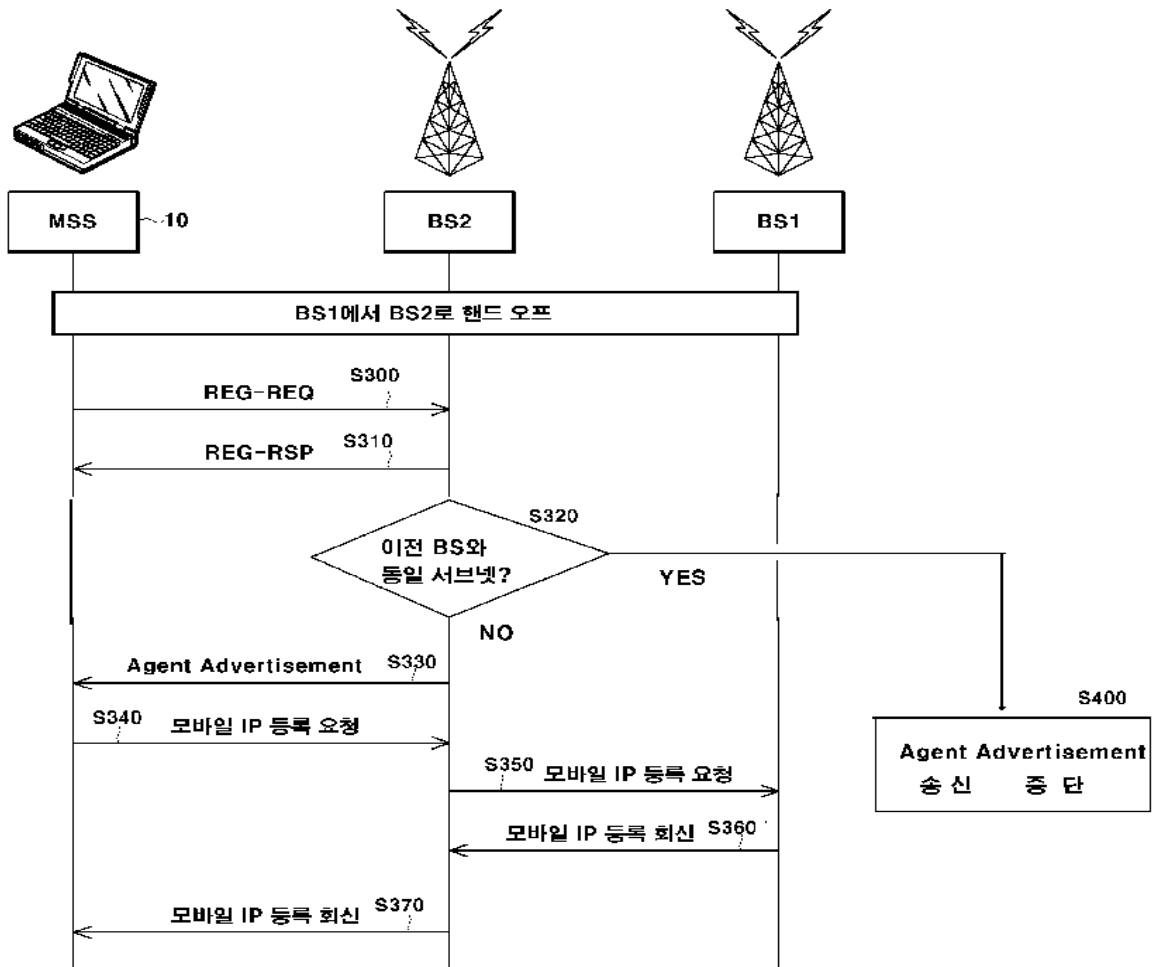 MSS
10
BS2
BS1
BS1에서 BS2로 핸드 오프
S300
REG-REQ
S310
REG-RSP
S320
이전 BS와
동일 서브넷?
YES
NO
Agent Advertisement
S330
S340
모바일 IP 등록 요청
S350
모바일 IP 등록 요청
S400
Agent Advertisement
송 신 중 단
모바일 IP 등록 회신
S360
모바일 IP 등록 회신
S370